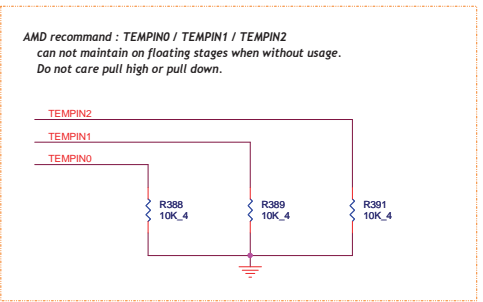 AMD recommand : TEMPIN0 / TEMPIN1 / TEMPIN2
can not maintain on floating stages when without usage.
Do not care pull high or pull down.
TEMPIN2
TEMPIN1
TEMPIN0
R388
10K_4
R389
10K_4
R391
10K_4